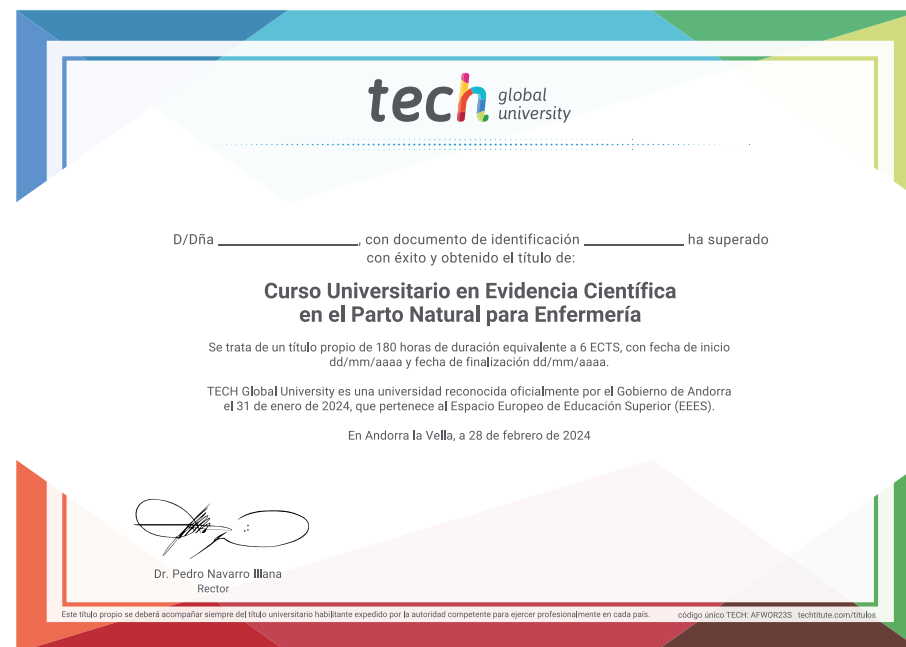 tech global university
D/Dña ____________________, con documento de identificación ______________ ha superado
con éxito y obtenido el título de:
Curso Universitario en Evidencia Científica
en el Parto Natural para Enfermería
Se trata de un título propio de 180 horas de duración equivalente a 6 ECTS, con fecha de inicio
dd/mm/aaaa y fecha de finalización dd/mm/aaaa.
TECH Global University es una universidad reconocida oficialmente por el Gobierno de Andorra
el 31 de enero de 2024, que pertenece al Espacio Europeo de Educación Superior (EEES).
En Andorra la Vella, a 28 de febrero de 2024
Dr. Pedro Navarro Illana
Rector
Este título propio se deberá acompañar siempre del título universitario habilitante expedido por la autoridad competente para ejercer profesionalmente en cada país. código único TECH: AFWOR23S techtitute.com/titulos